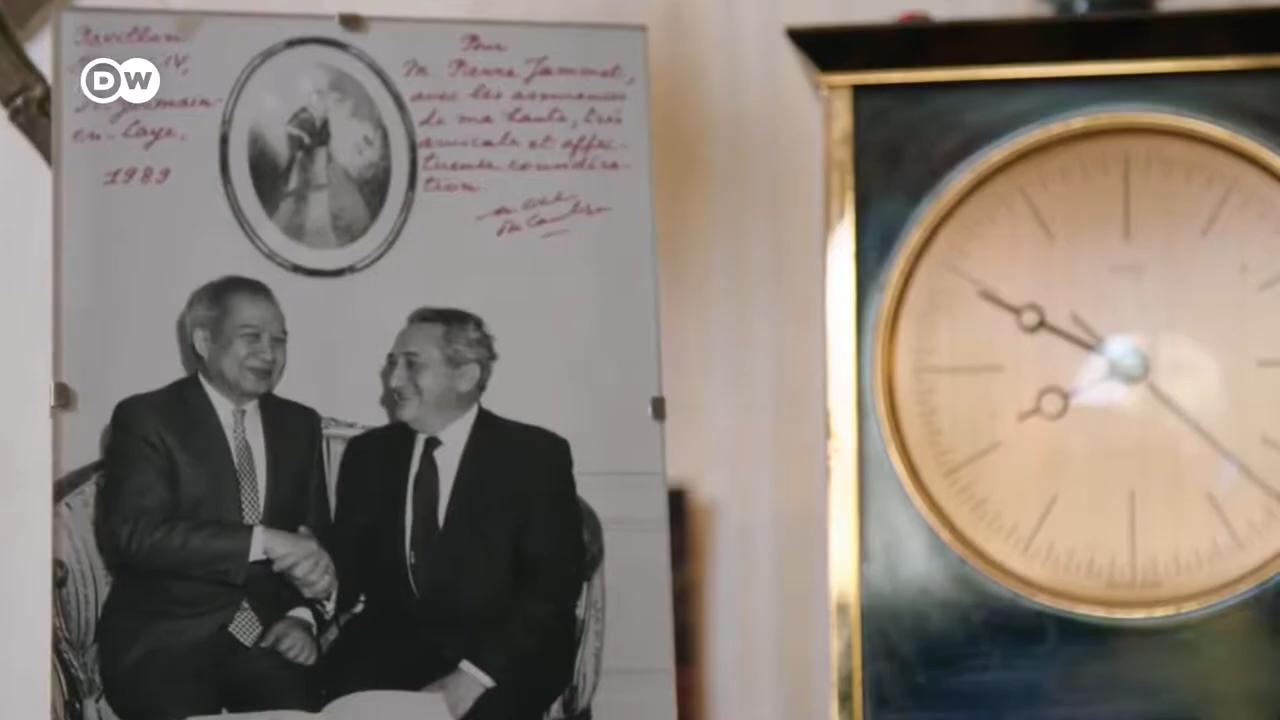 DW
Pavillon
en-Laye.
1989
Pour
M. Pierre Jammet,
avec les assurances
de ma haute, très
amicale et affec-
tueuse considéra-
tion.